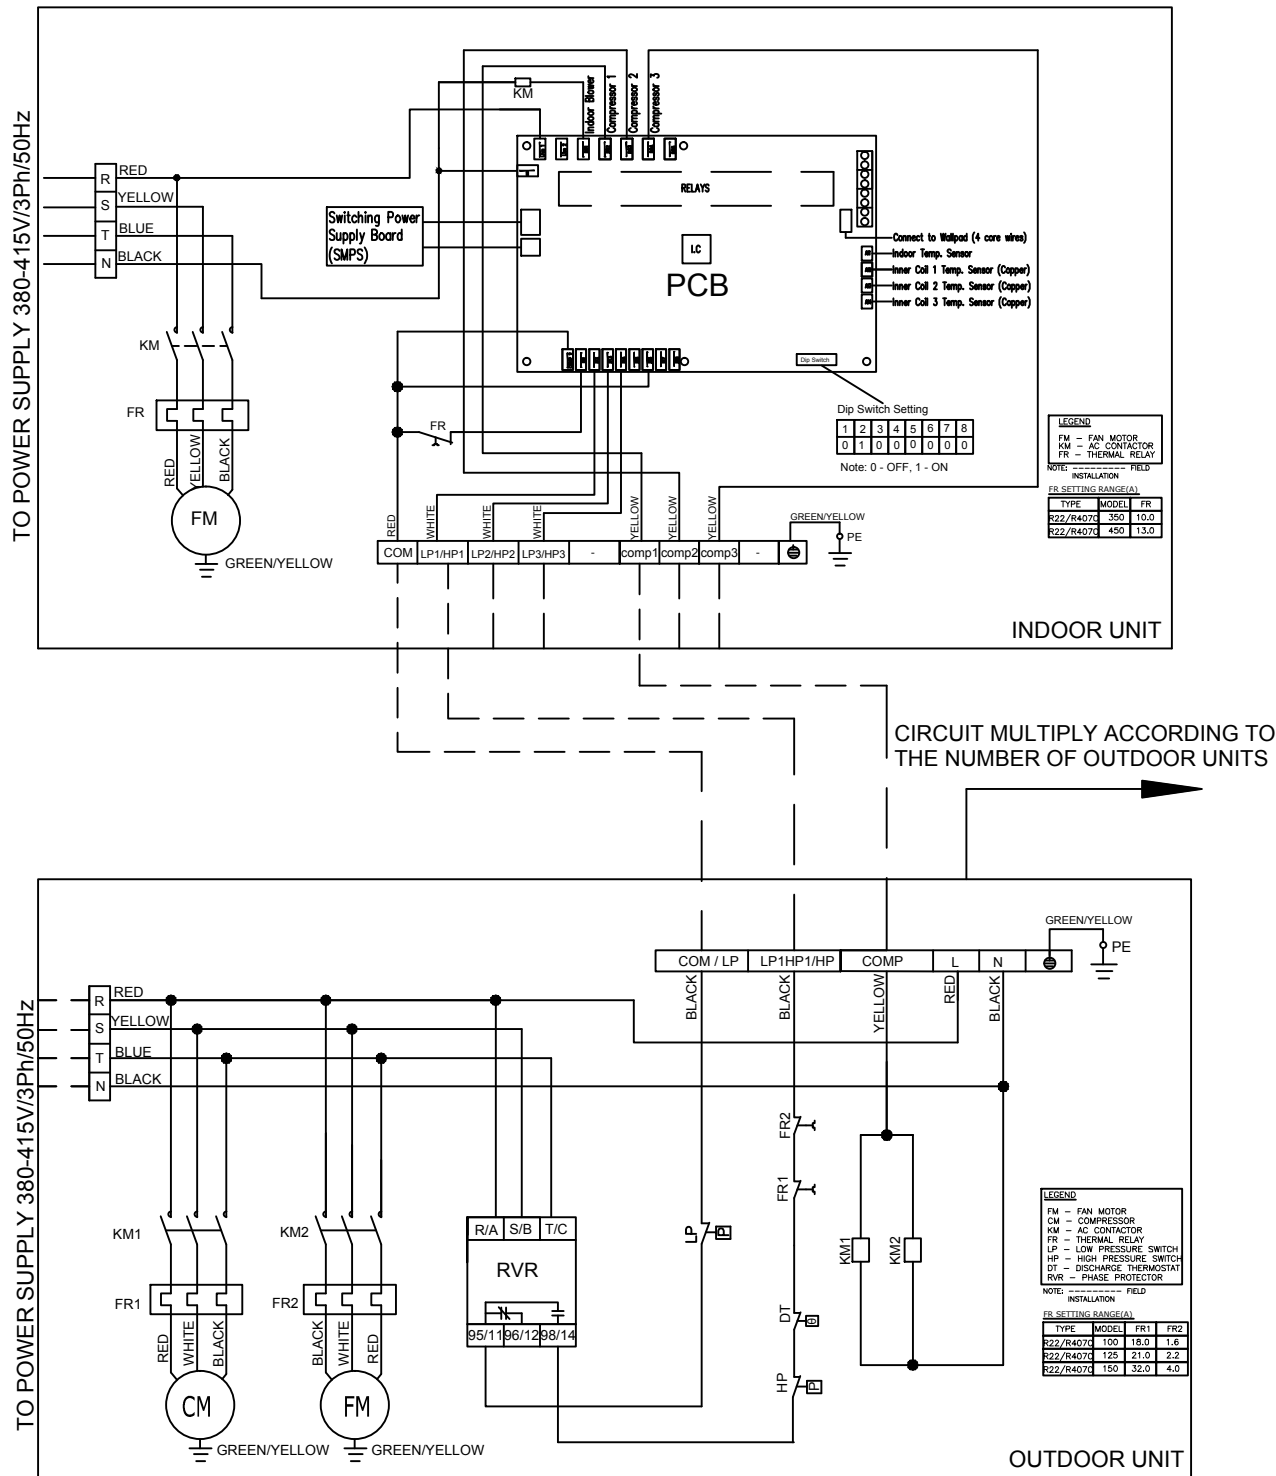 TO POWER SUPPLY 380-415V/3Ph/50Hz
R
RED
S
YELLOW
T
BLUE
N
BLACK
KM
FR
RED
YELLOW
BLACK
FM
GREEN/YELLOW
KM
Indoor Blower
Compressor 1
Compressor 2
Compressor 3
RELAYS
Switching Power
Supply Board
(SMPS)
I.C
PCB
Connect to Wallpad (4 core wires)
Indoor Temp. Sensor
Inner Coil 1 Temp. Sensor (Copper)
Inner Coil 2 Temp. Sensor (Copper)
Inner Coil 3 Temp. Sensor (Copper)
Dip Switch
Dip Switch Setting
1 2 3 4 5 6 7 8
0 1 0 0 0 0 0 0
Note: 0 - OFF, 1 - ON
FR
LEGEND
FM – FAN MOTOR
KM – AC CONTACTOR
FR – THERMAL RELAY
NOTE: --------- FIELD
INSTALLATION
FR SETTING RANGE(A)
TYPE MODEL FR
R22/R407C 350 10.0
R22/R407C 450 13.0
RED
WHITE
WHITE
WHITE
YELLOW
YELLOW
YELLOW
GREEN/YELLOW
PE
COM LP1/HP1 LP2/HP2 LP3/HP3 - comp1 comp2 comp3 -
INDOOR UNIT
CIRCUIT MULTIPLY ACCORDING TO
THE NUMBER OF OUTDOOR UNITS
TO POWER SUPPLY 380-415V/3Ph/50Hz
GREEN/YELLOW
PE
COM / LP LP1HP1/HP COMP L N
BLACK
BLACK
YELLOW
RED
BLACK
R
RED
S
YELLOW
T
BLUE
N
BLACK
KM1
KM2
FR1
FR2
RED
WHITE
BLACK
BLACK
WHITE
RED
CM
FM
GREEN/YELLOW
GREEN/YELLOW
R/A S/B T/C
RVR
95/11 96/12 98/14
LP
P
FR2
FR1
DT
θ
HP
P
KM1
KM2
LEGEND
FM – FAN MOTOR
CM – COMPRESSOR
KM – AC CONTACTOR
FR – THERMAL RELAY
LP – LOW PRESSURE SWITCH
HP – HIGH PRESSURE SWITCH
DT – DISCHARGE THERMOSTAT
RVR – PHASE PROTECTOR
NOTE: --------- FIELD
INSTALLATION
FR SETTING RANGE(A)
TYPE MODEL FR1 FR2
R22/R407C 100 18.0 1.6
R22/R407C 125 21.0 2.2
R22/R407C 150 32.0 4.0
OUTDOOR UNIT